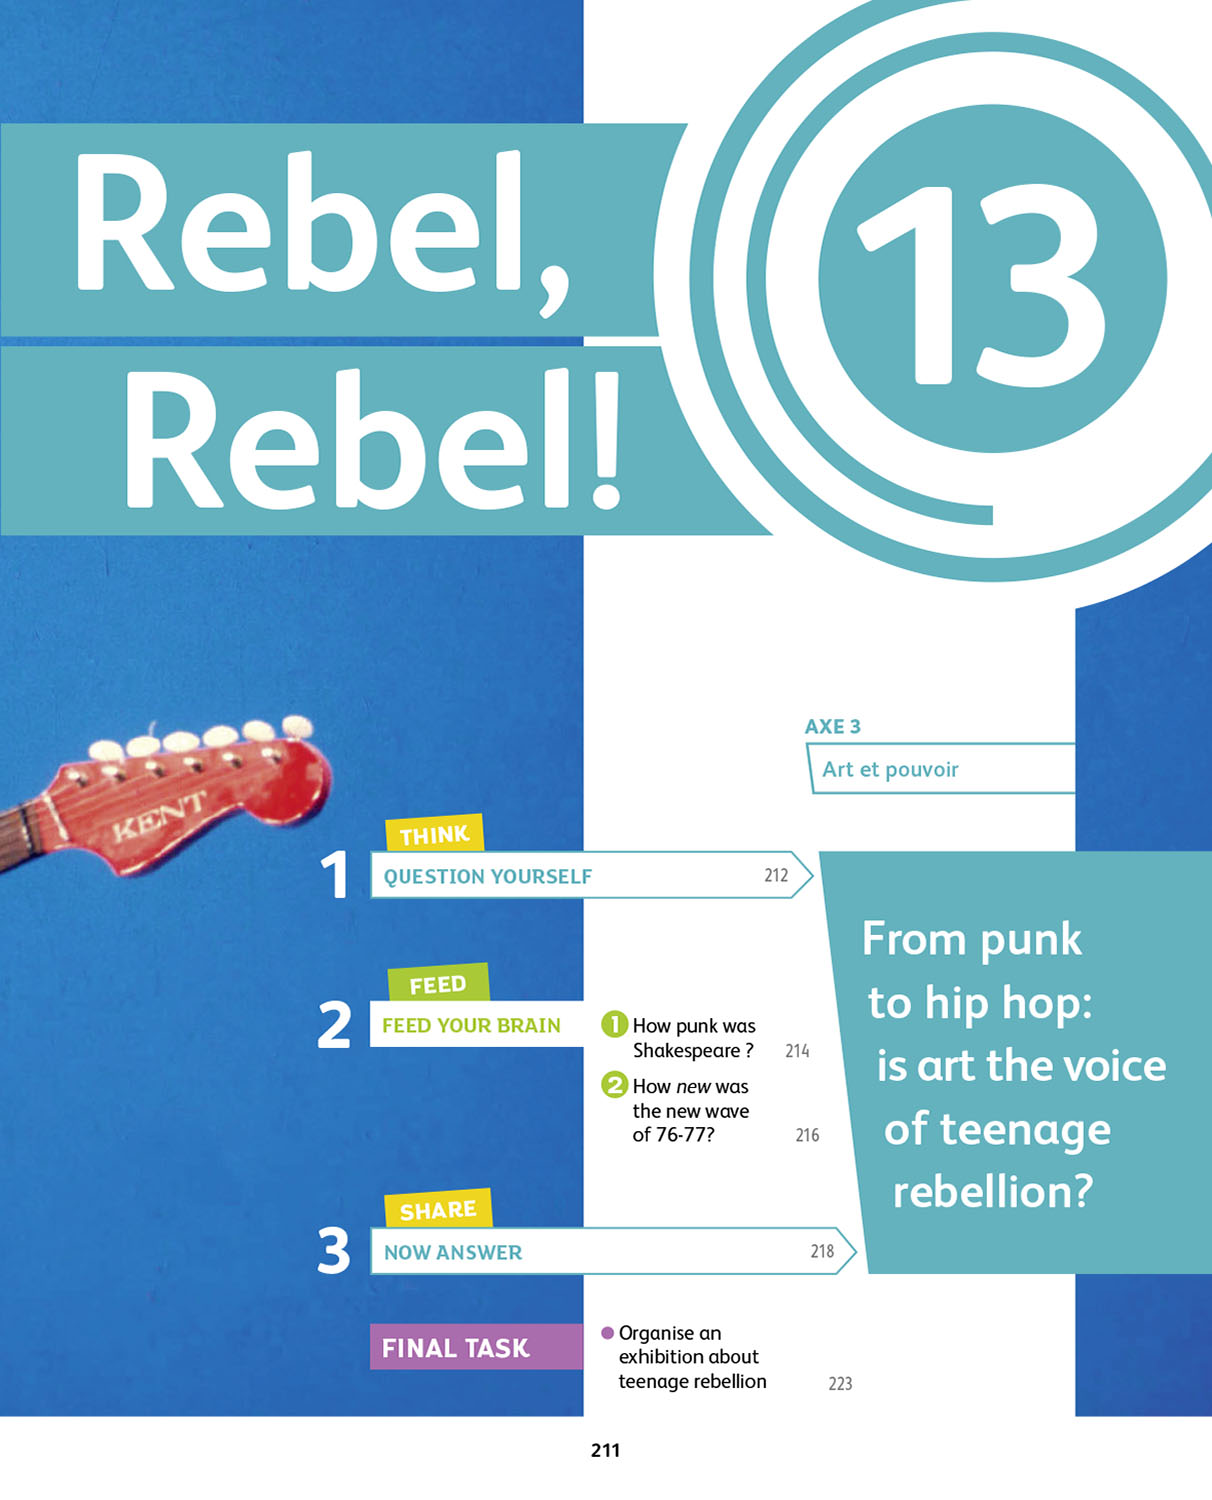 Rebel,
Rebel!
13
AXE 3
Art et pouvoir
KENT
THINK
1
QUESTION YOURSELF 212
FEED
2
FEED YOUR BRAIN
1 How punk was
Shakespeare ? 214
2 How new was
the new wave
of 76-77? 216
SHARE
3
NOW ANSWER 218
FINAL TASK
Organise an
exhibition about
teenage rebellion 223
From punk
to hip hop:
is art the voice
of teenage
rebellion?
211